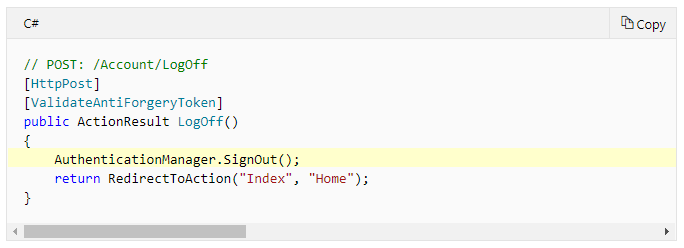 C#
Copy
// POST: /Account/LogOff
[HttpPost]
[ValidateAntiForgeryToken]
public ActionResult LogOff()
{
    AuthenticationManager.SignOut();
    return RedirectToAction("Index", "Home");
}